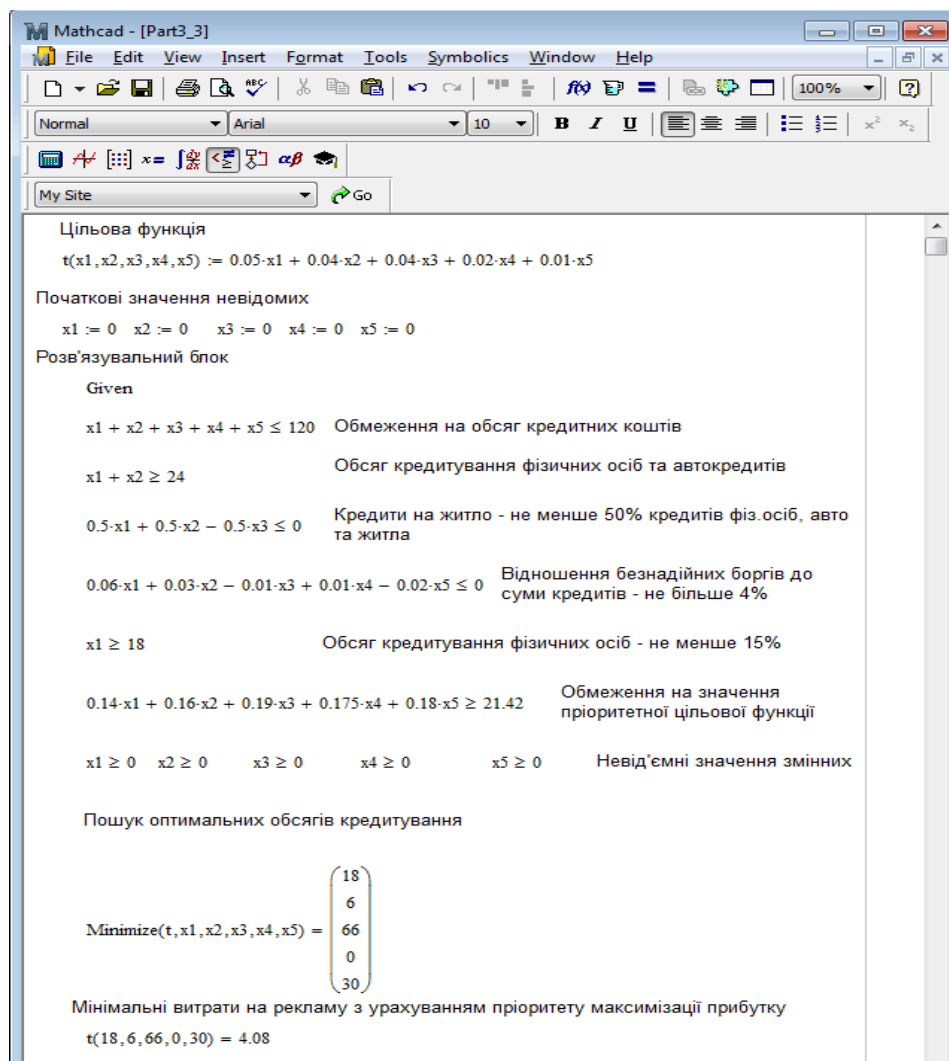 Mathcad - [Part3_3]
File Edit View Insert Format Tools Symbolics Window Help
100%
Normal Arial 10 B I U x² x₂
x= αβ
My Site Go
Цільова функція
t(x1,x2,x3,x4,x5) := 0.05·x1 + 0.04·x2 + 0.04·x3 + 0.02·x4 + 0.01·x5
Початкові значення невідомих
x1 := 0 x2 := 0 x3 := 0 x4 := 0 x5 := 0
Розв'язувальний блок
Given
x1 + x2 + x3 + x4 + x5 ≤ 120 Обмеження на обсяг кредитних коштів
x1 + x2 ≥ 24 Обсяг кредитування фізичних осіб та автокредитів
0.5·x1 + 0.5·x2 − 0.5·x3 ≤ 0 Кредити на житло - не менше 50% кредитів фіз.осіб, авто
та житла
0.06·x1 + 0.03·x2 − 0.01·x3 + 0.01·x4 − 0.02·x5 ≤ 0 Відношення безнадійних боргів до
суми кредитів - не більше 4%
x1 ≥ 18 Обсяг кредитування фізичних осіб - не менше 15%
0.14·x1 + 0.16·x2 + 0.19·x3 + 0.175·x4 + 0.18·x5 ≥ 21.42 Обмеження на значення
пріоритетної цільової функції
x1 ≥ 0 x2 ≥ 0 x3 ≥ 0 x4 ≥ 0 x5 ≥ 0 Невід'ємні значення змінних
Пошук оптимальних обсягів кредитування
18
6
Minimize(t,x1,x2,x3,x4,x5) = 66
0
30
Мінімальні витрати на рекламу з урахуванням пріоритету максимізації прибутку
t(18,6,66,0,30) = 4.08